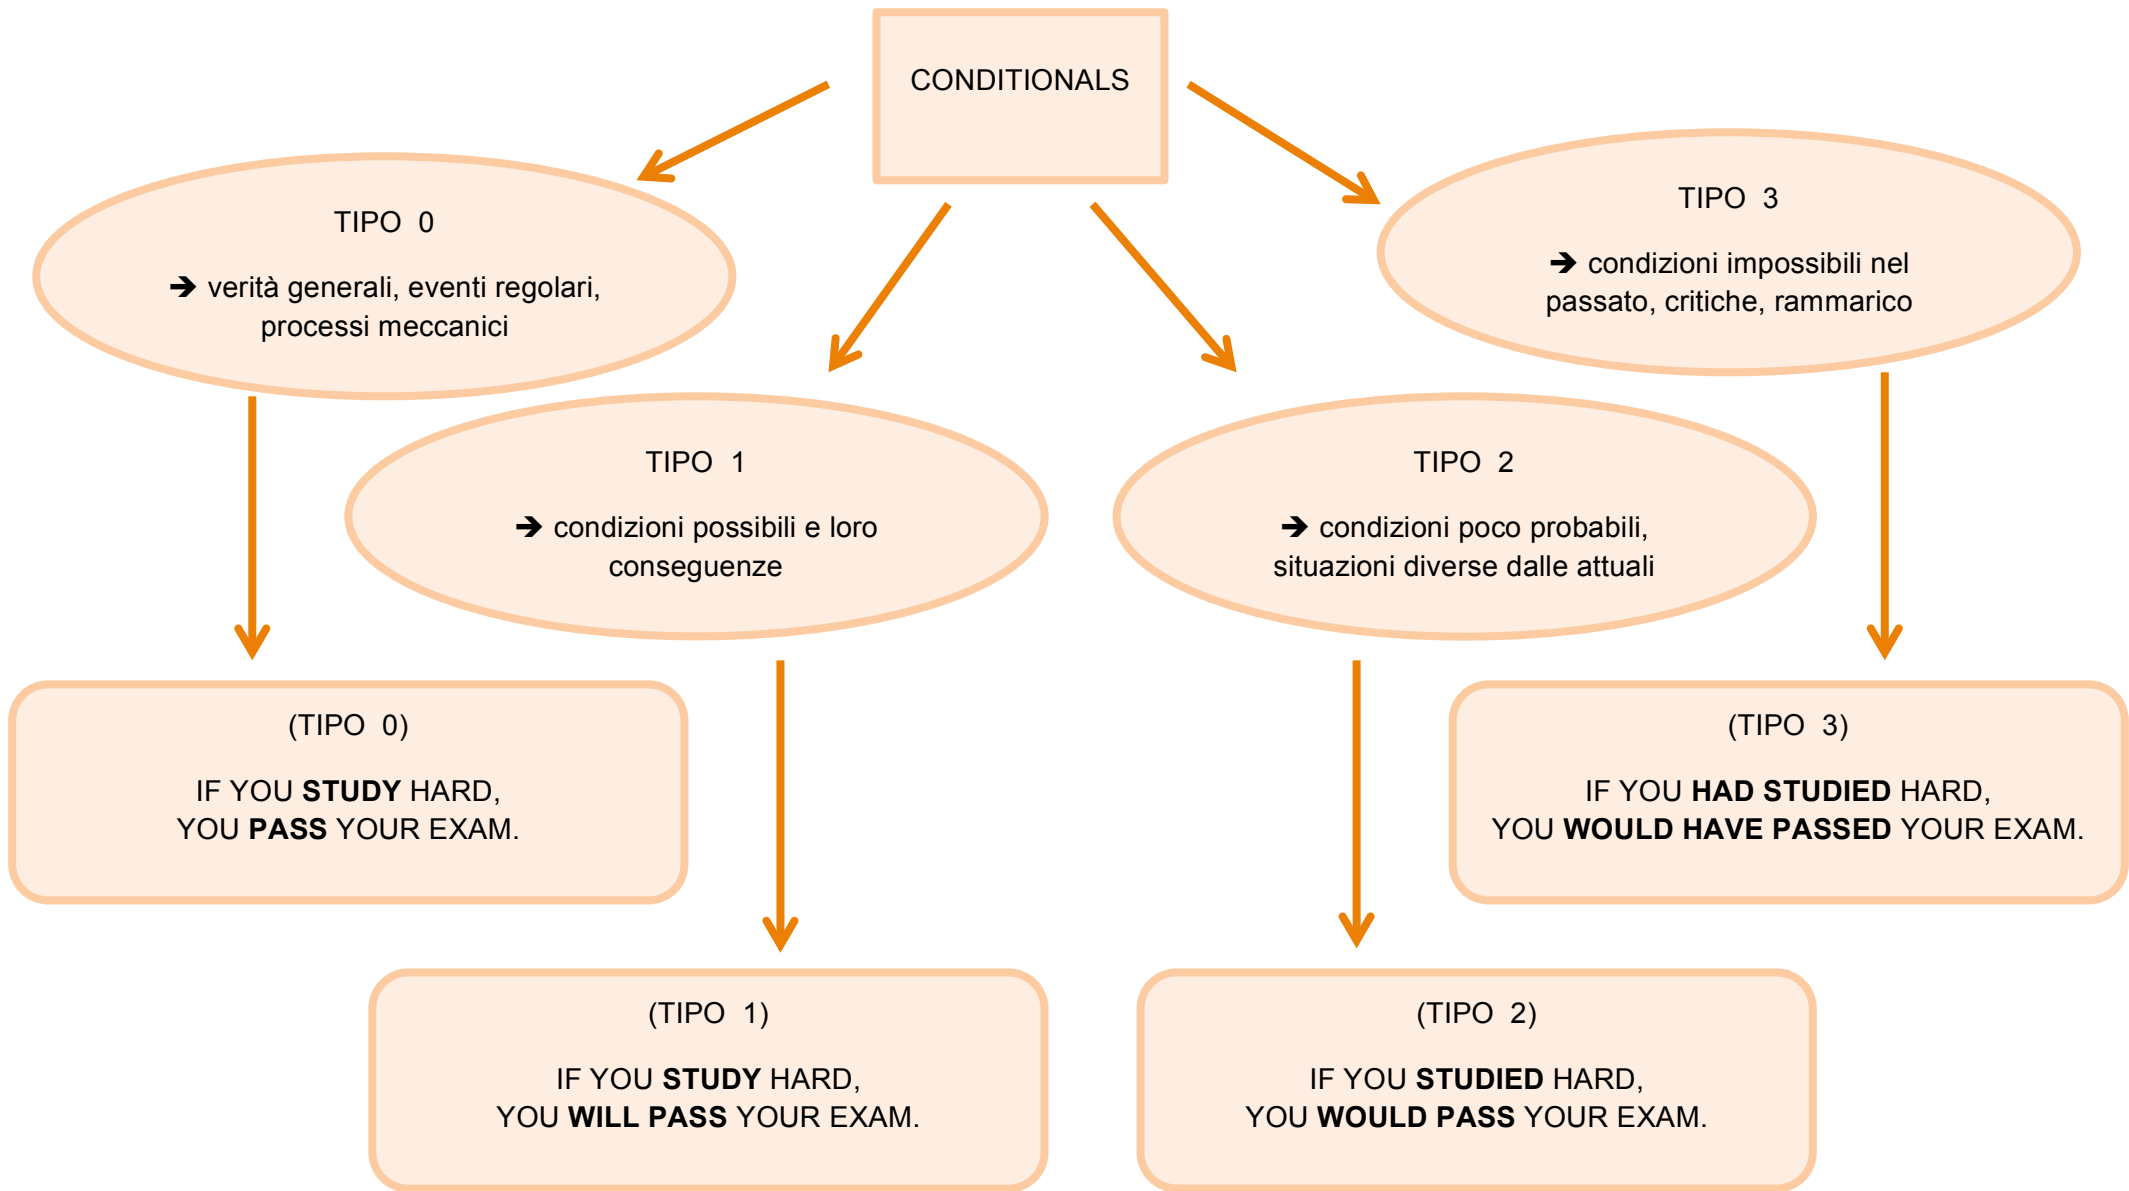 CONDITIONALS
TIPO 0
➔ verità generali, eventi regolari,
processi meccanici
TIPO 3
➔ condizioni impossibili nel
passato, critiche, rammarico
TIPO 1
➔ condizioni possibili e loro
conseguenze
TIPO 2
➔ condizioni poco probabili,
situazioni diverse dalle attuali
(TIPO 0)
IF YOU STUDY HARD,
YOU PASS YOUR EXAM.
(TIPO 3)
IF YOU HAD STUDIED HARD,
YOU WOULD HAVE PASSED YOUR EXAM.
(TIPO 1)
IF YOU STUDY HARD,
YOU WILL PASS YOUR EXAM.
(TIPO 2)
IF YOU STUDIED HARD,
YOU WOULD PASS YOUR EXAM.